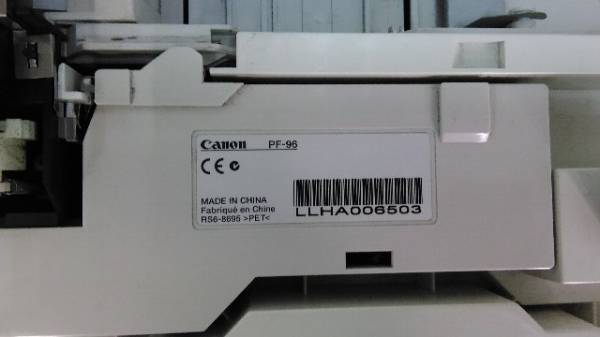 Canon PF-96
CE
MADE IN CHINA
Fabriqué en Chine
RS6-8695 >PET<
LLHA006503